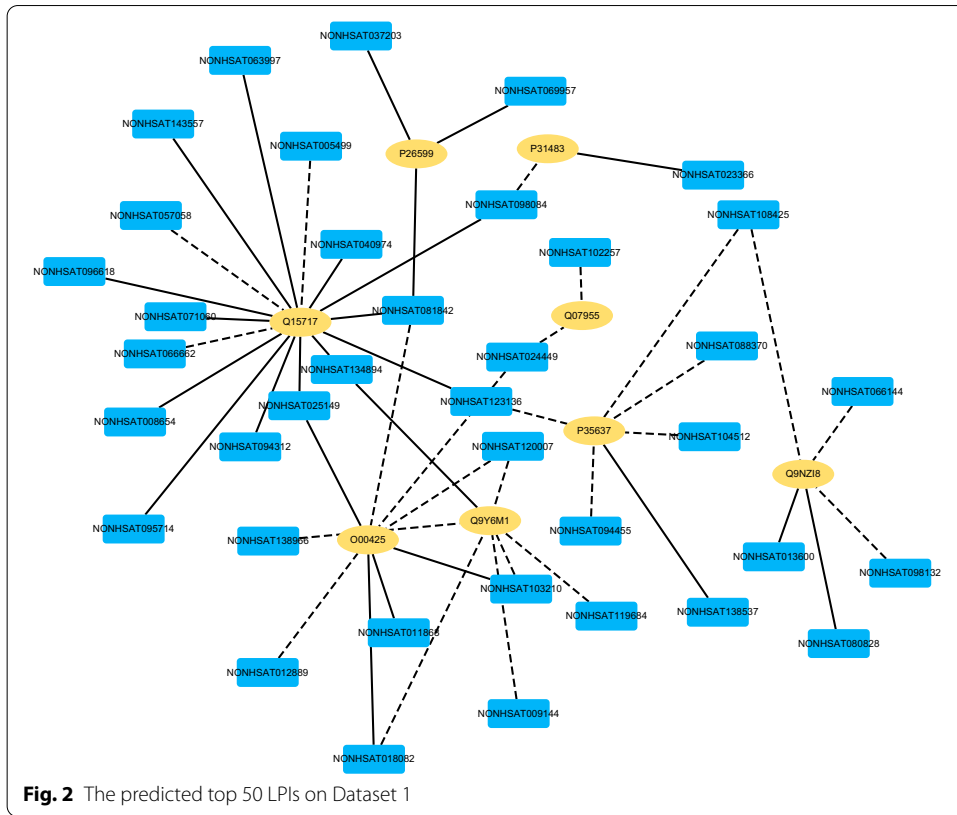 NONHSAT037203
NONHSAT063997
NONHSAT069957
NONHSAT143557
NONHSAT005499
P26599
P31483
NONHSAT023366
NONHSAT098084
NONHSAT108425
NONHSAT057058
NONHSAT040974
NONHSAT102257
NONHSAT096618
NONHSAT081842
NONHSAT071060
Q15717
Q07955
NONHSAT066662
NONHSAT134894
NONHSAT024449
NONHSAT088370
NONHSAT066144
NONHSAT008654
NONHSAT025149
NONHSAT123136
P35637
NONHSAT104512
NONHSAT094312
NONHSAT120007
Q9NZI8
NONHSAT095714
NONHSAT138966
O00425
Q9Y6M1
NONHSAT094455
NONHSAT013600
NONHSAT098132
NONHSAT103210
NONHSAT119684
NONHSAT138537
NONHSAT011868
NONHSAT080828
NONHSAT012889
NONHSAT009144
NONHSAT018082
Fig. 2 The predicted top 50 LPIs on Dataset 1